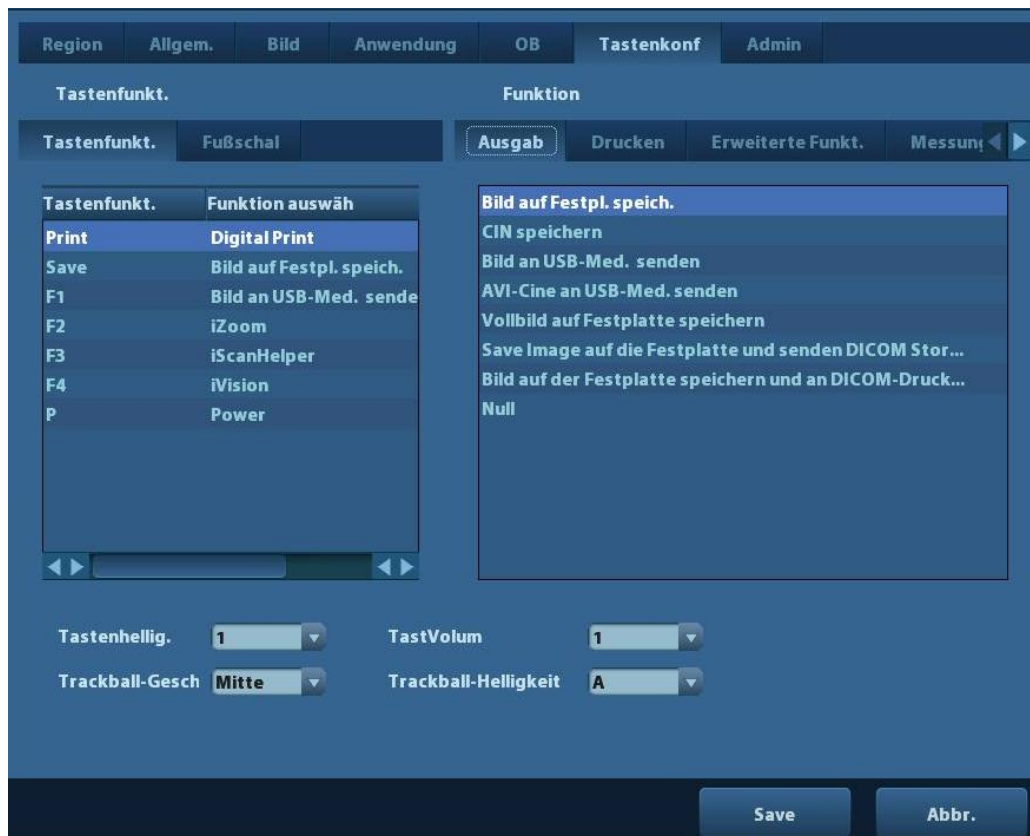 Region Allgem. Bild Anwendung OB Tastenkonf Admin
Tastenfunkt. Funktion
Tastenfunkt. Fußschal Ausgab Drucken Erweiterte Funkt. Messung
Tastenfunkt. Funktion auswäh
Print Digital Print
Save Bild auf Festpl. speich.
F1 Bild an USB-Med. sende
F2 iZoom
F3 iScanHelper
F4 iVision
P Power
Bild auf Festpl. speich.
CIN speichern
Bild an USB-Med. senden
AVI-Cine an USB-Med. senden
Vollbild auf Festplatte speichern
Save Image auf die Festplatte und senden DICOM Stor...
Bild auf der Festplatte speichern und an DICOM-Druck...
Null
Tastenhellig. 1 TastVolum 1
Trackball-Gesch Mitte Trackball-Helligkeit A
Save Abbr.